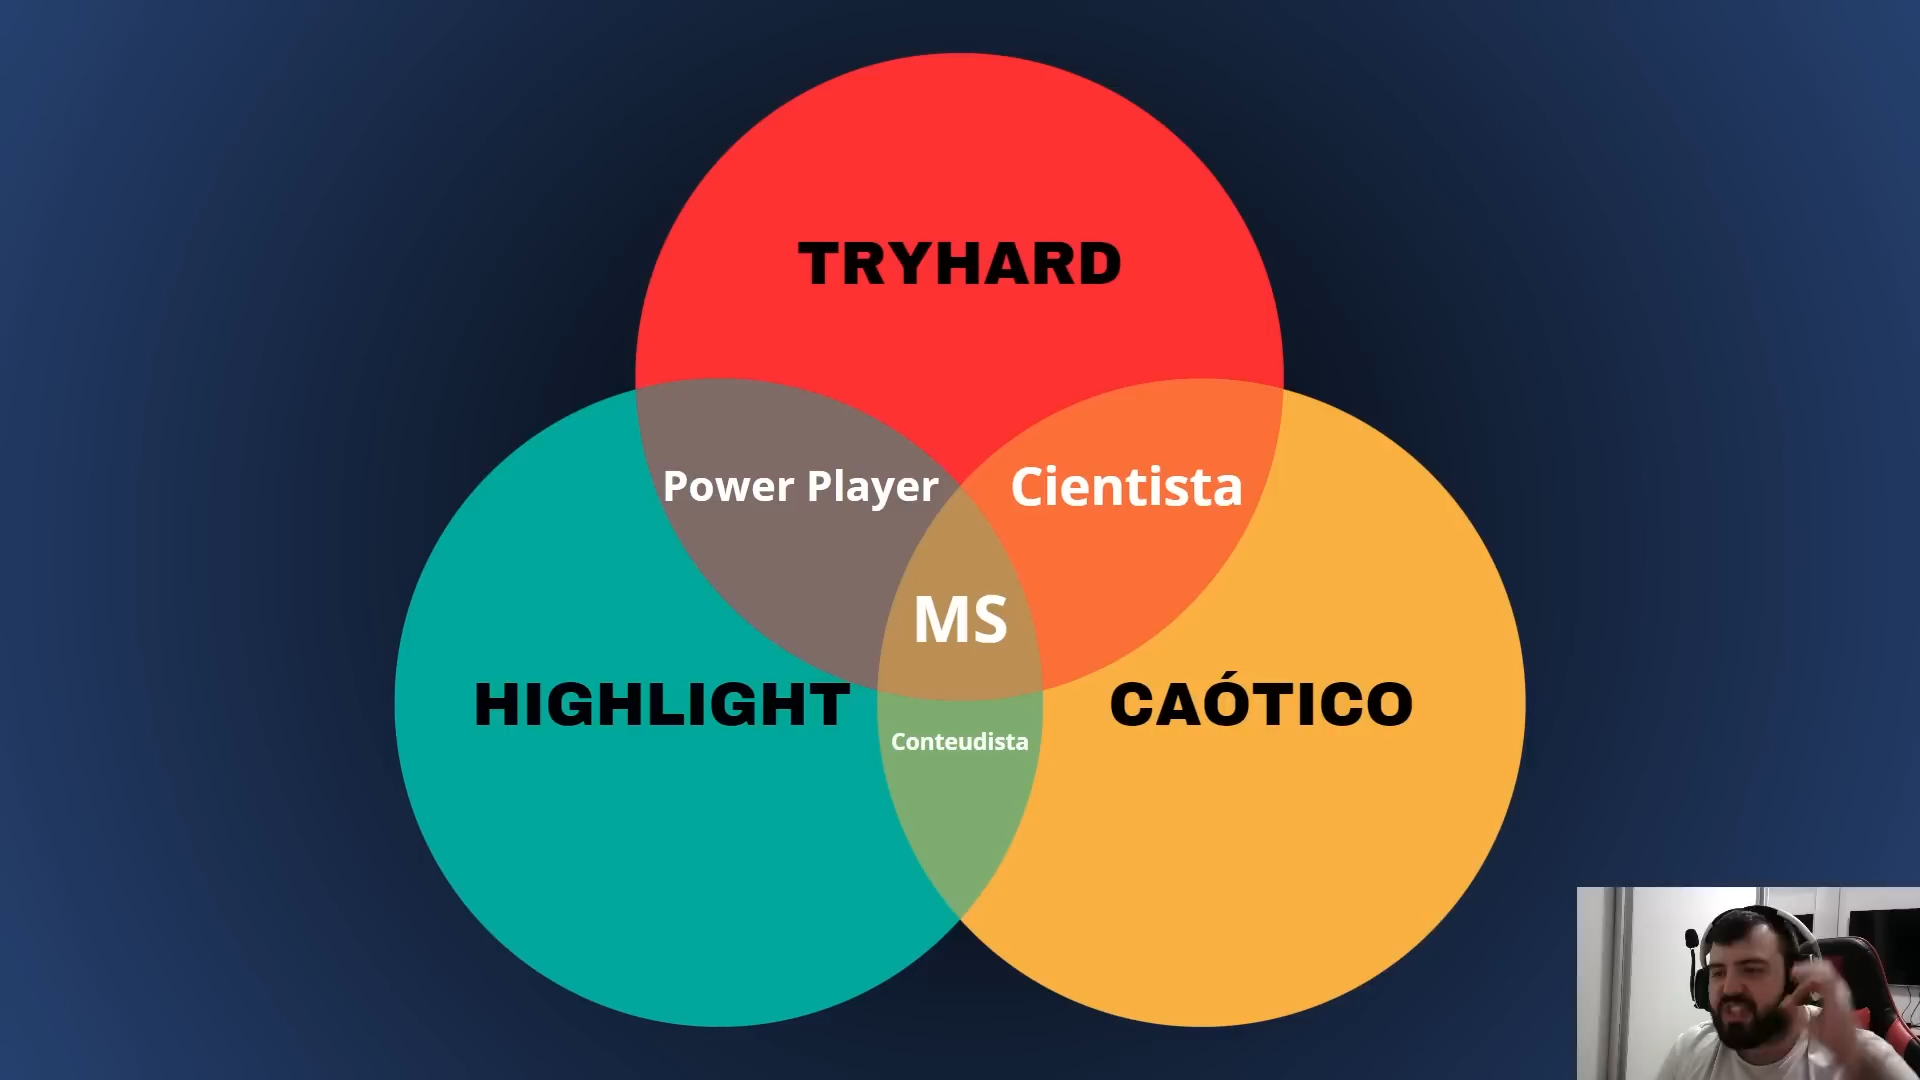 TRYHARD
Power Player
Cientista
MS
HIGHLIGHT
CAÓTICO
Conteudista